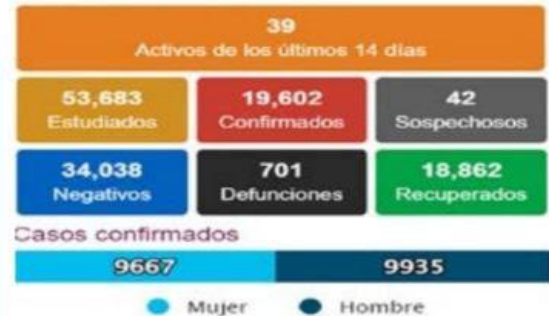 39
Activos de los últimos 14 días
53,683
Estudiados
19,602
Confirmados
42
Sospechosos
34,038
Negativos
701
Defunciones
18,862
Recuperados
Casos confirmados
9667 9935
Mujer Hombre